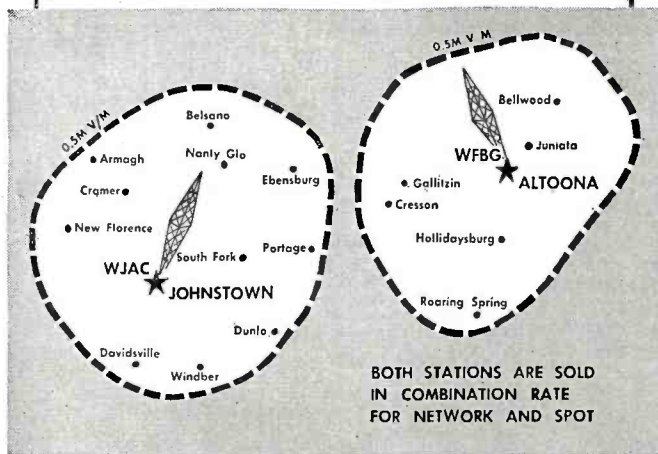 0.5M V/M
Belsano
Armagh
Nanty Glo
Cramer
Ebensburg
New Florence
South Fork
Portage
WJAC
JOHNSTOWN
Dunlo
Davidsville
Windber
0.5M V M
Bellwood
Juniata
WFBG
ALTOONA
Gallitzin
Cresson
Hollidaysburg
Roaring Spring
BOTH STATIONS ARE SOLD
IN COMBINATION RATE
FOR NETWORK AND SPOT